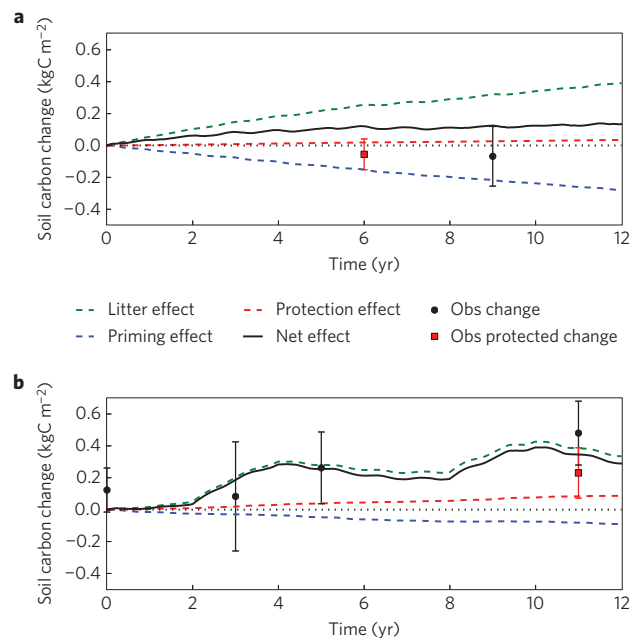 a
Soil carbon change (kgC m−2)
0.6
0.4
0.2
0.0
−0.2
−0.4
0 2 4 6 8 10 12
Time (yr)
Litter effect Protection effect Obs change
Priming effect Net effect Obs protected change
b
Soil carbon change (kgC m−2)
0.6
0.4
0.2
0.0
−0.2
−0.4
0 2 4 6 8 10 12
Time (yr)